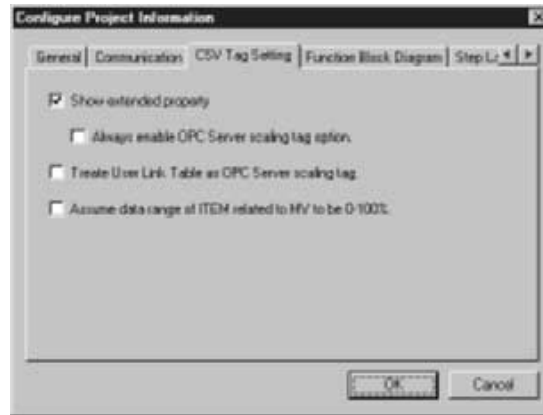 Configure Project Information
General
Communication
CSV Tag Setting
Function Block Diagram
Step La
Show extended property
Always enable OPC Server scaling tag option.
Treate User Link Table as OPC Server scaling tag
Assume data range of ITEM related to MV to be 0-100%.
OK
Cancel